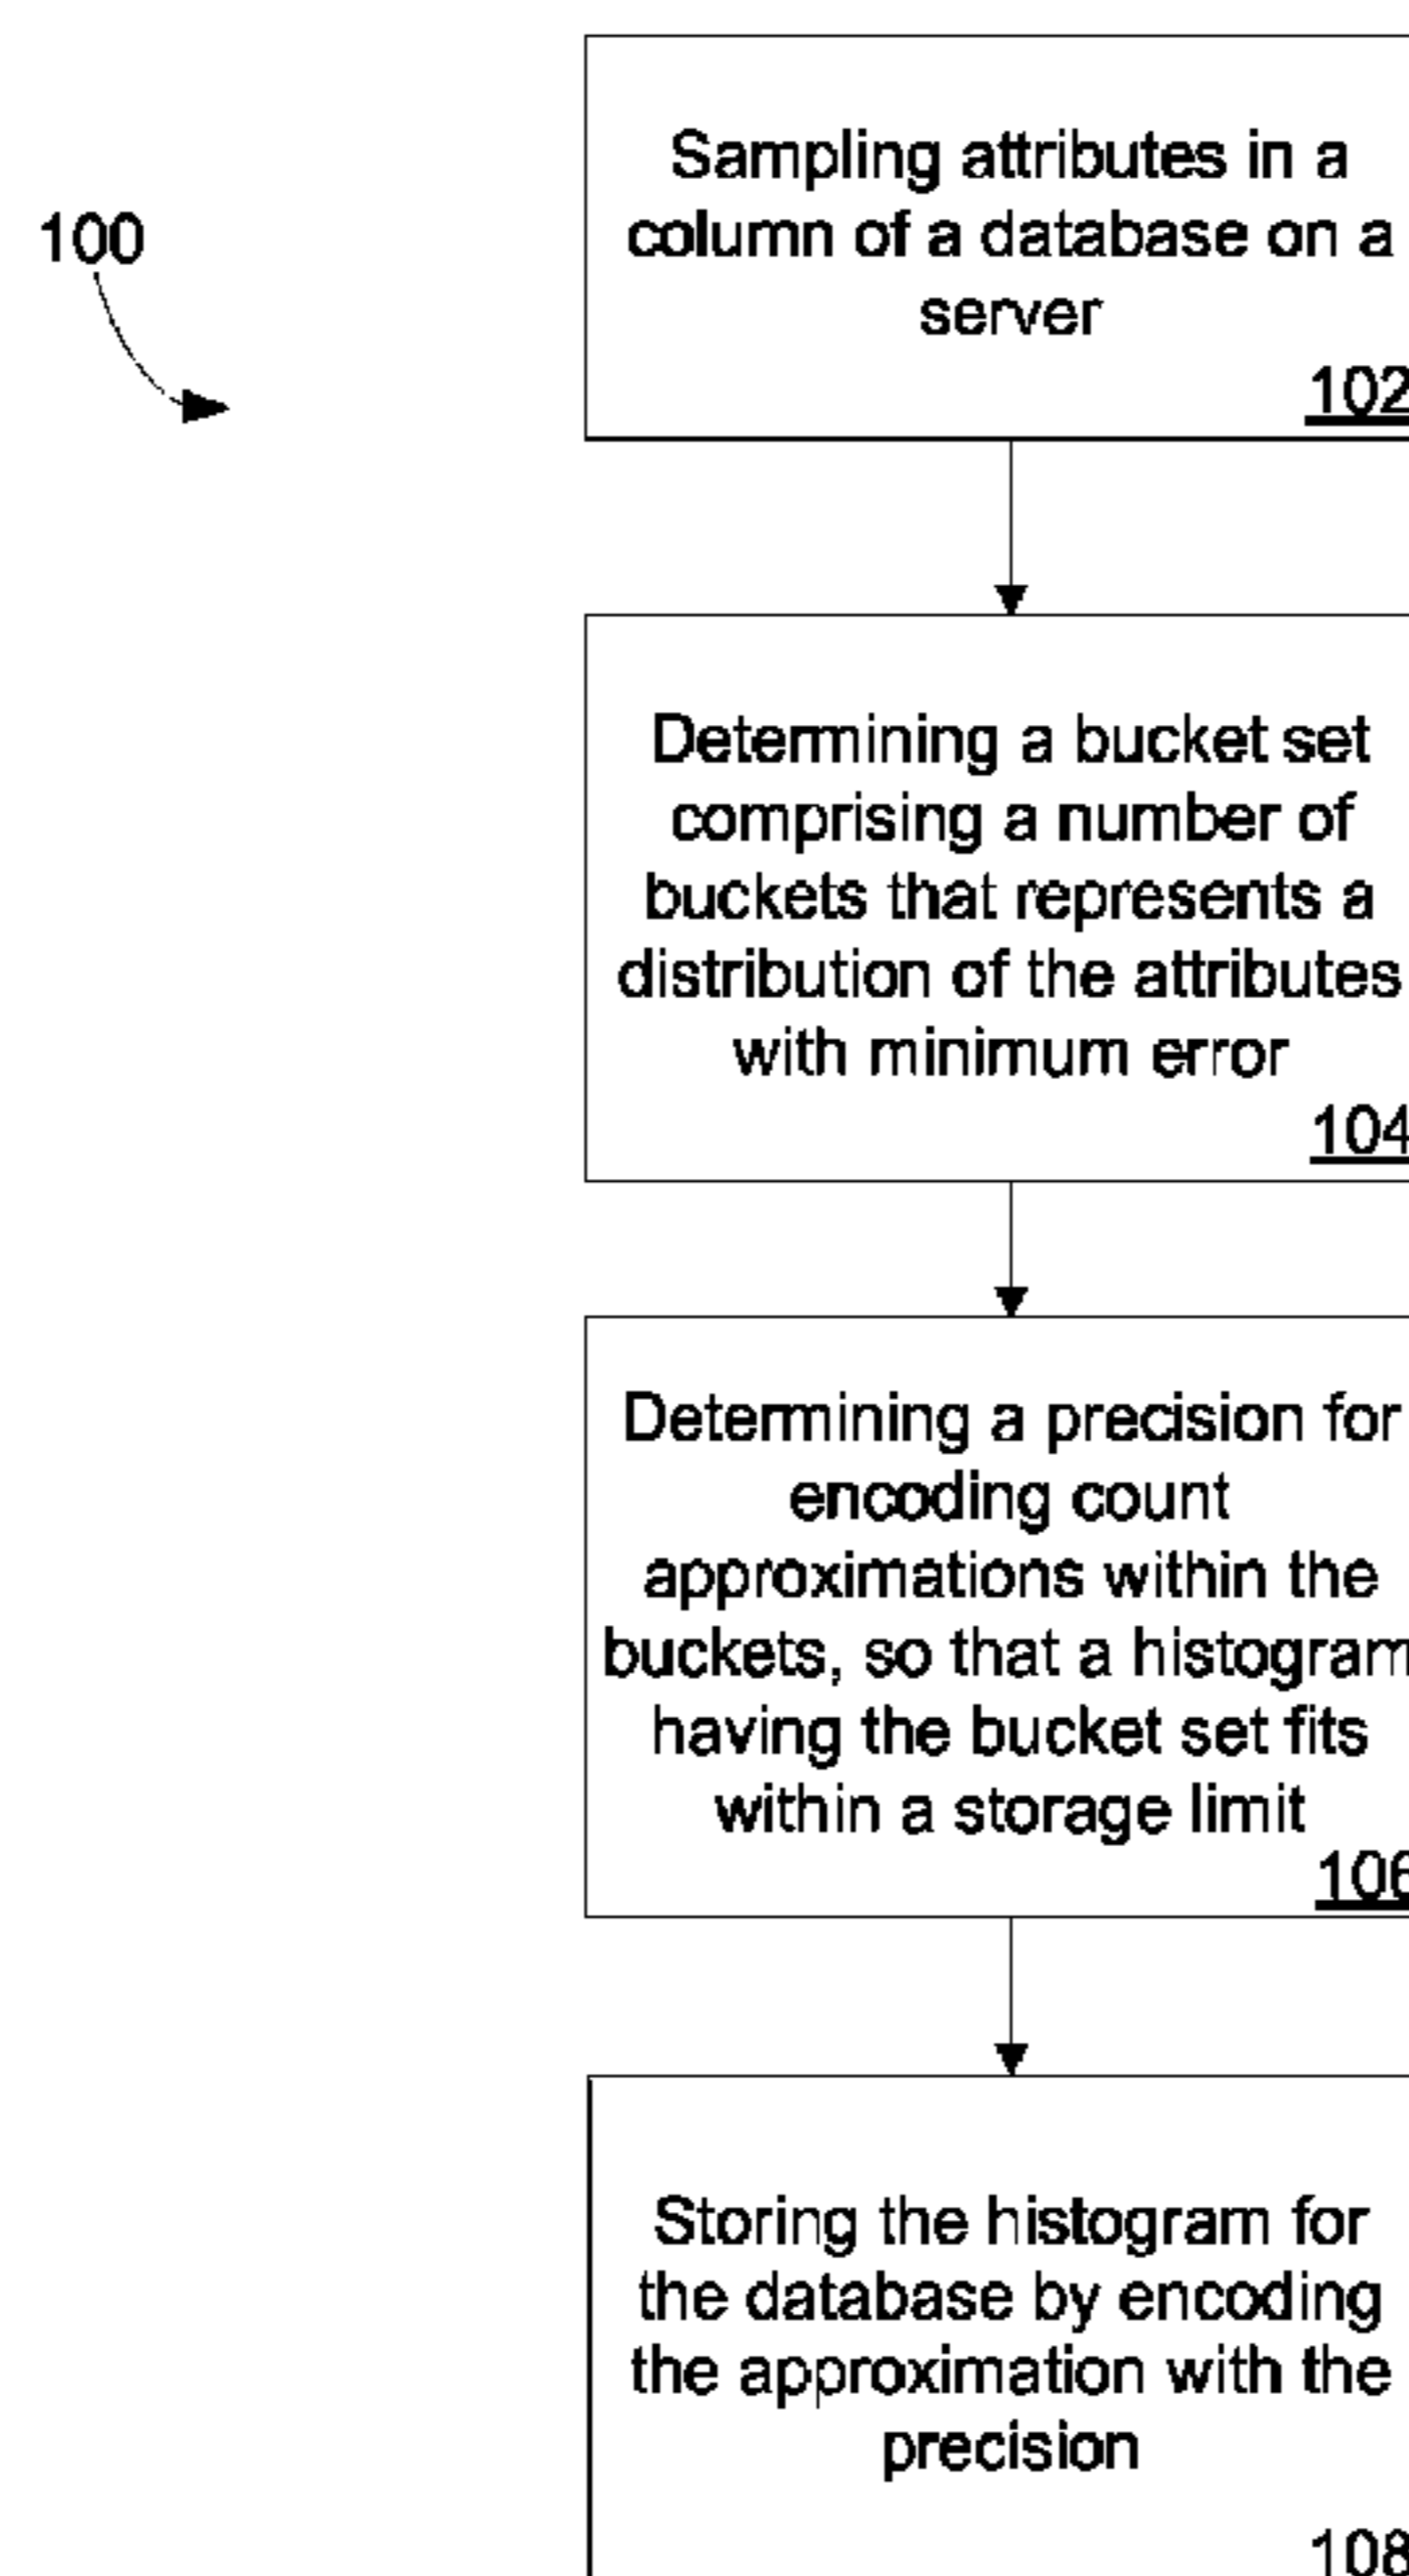 100
Sampling attributes in a
column of a database on a
server
102
Determining a bucket set
comprising a number of
buckets that represents a
distribution of the attributes
with minimum error
104
Determining a precision for
encoding count
approximations within the
buckets, so that a histogram
having the bucket set fits
within a storage limit
106
Storing the histogram for
the database by encoding
the approximation with the
precision
108